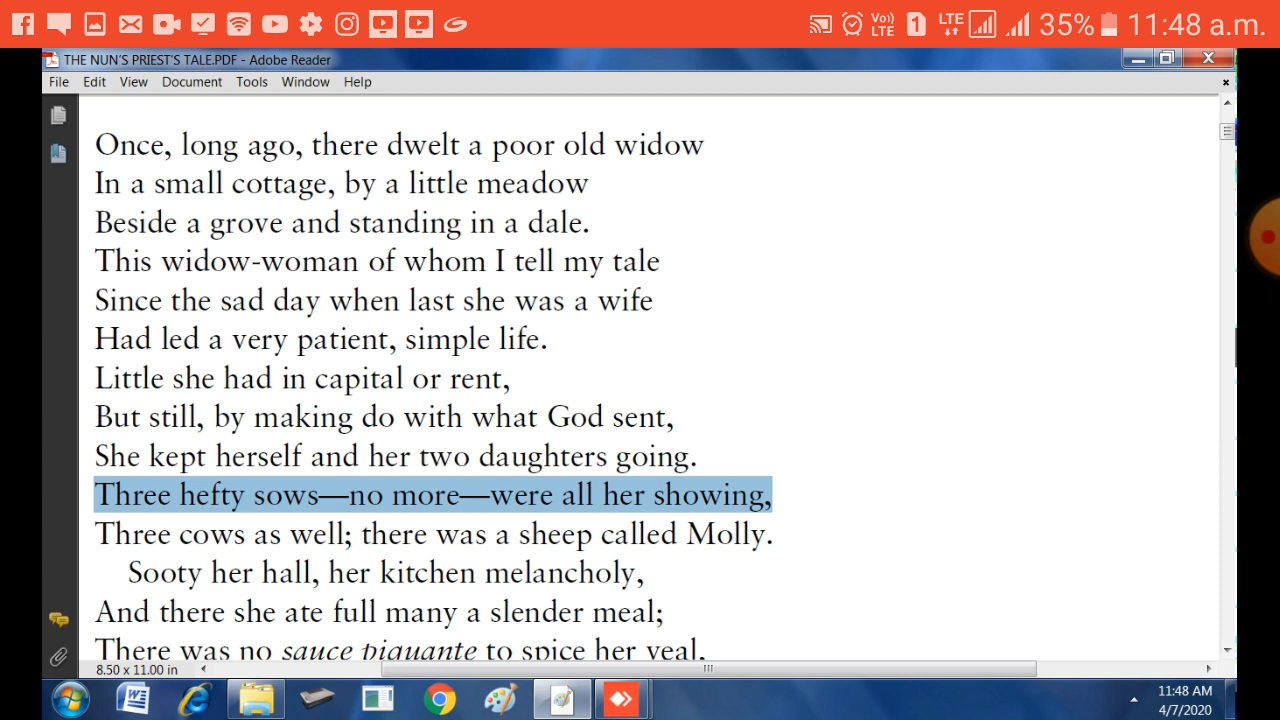 Vo)) LTE 1 LTE 35% 11:48 a.m.
THE NUN'S PRIEST'S TALE.PDF - Adobe Reader
File Edit View Document Tools Window Help
Once, long ago, there dwelt a poor old widow
In a small cottage, by a little meadow
Beside a grove and standing in a dale.
This widow-woman of whom I tell my tale
Since the sad day when last she was a wife
Had led a very patient, simple life.
Little she had in capital or rent,
But still, by making do with what God sent,
She kept herself and her two daughters going.
Three hefty sows—no more—were all her showing,
Three cows as well; there was a sheep called Molly.
Sooty her hall, her kitchen melancholy,
And there she ate full many a slender meal;
There was no sauce piquante to spice her veal,
8.50 x 11.00 in
11:48 AM
4/7/2020